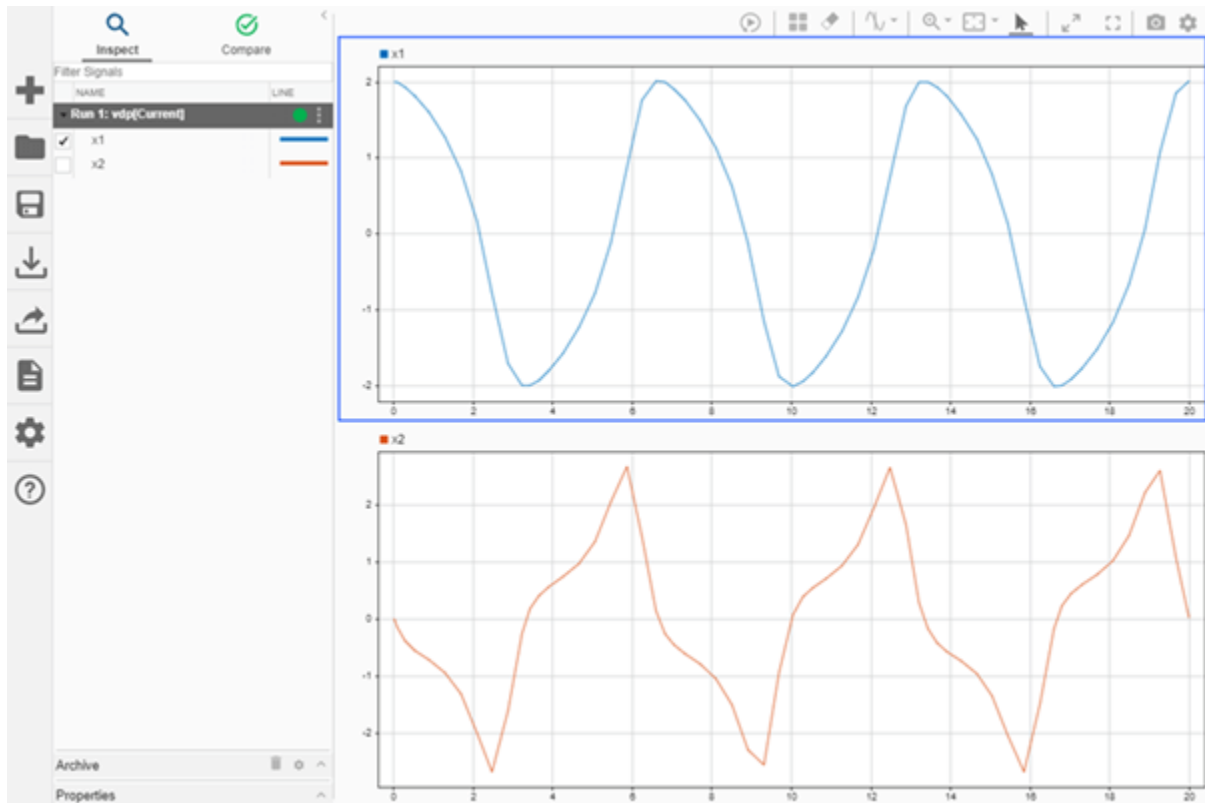 Inspect
Compare
Filter Signals
NAME
LINE
Run 1: vdp[Current]
x1
x2
Archive
Properties
x1
2
1
0
-1
-2
0 2 4 6 8 10 12 14 16 18 20
x2
2
1
0
-1
-2
0 2 4 6 8 10 12 14 16 18 20